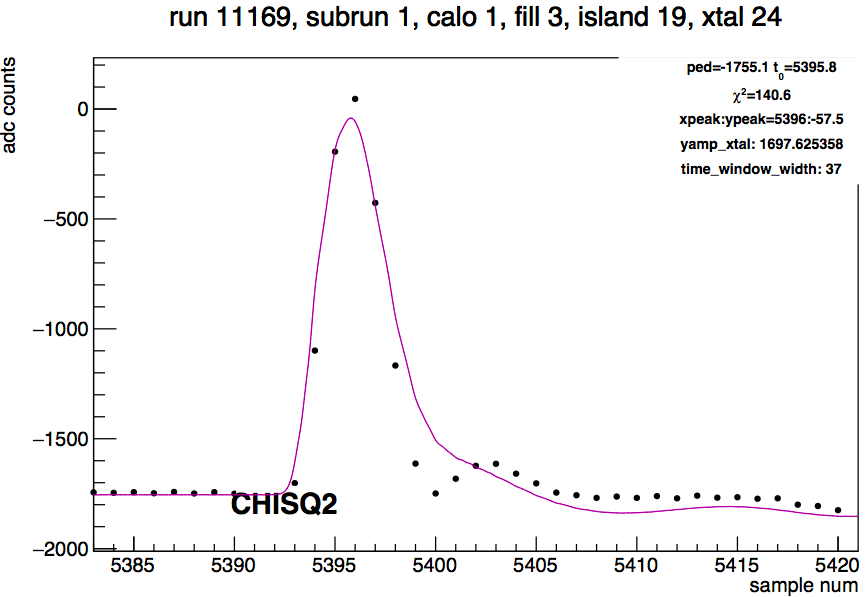 run 11169, subrun 1, calo 1, fill 3, island 19, xtal 24
adc counts
ped=-1755.1 t0=5395.8
χ²=140.6
xpeak:ypeak=5396:-57.5
yamp_xtal: 1697.625358
time_window_width: 37
0
−500
−1000
−1500
−2000
CHISQ2
5385 5390 5395 5400 5405 5410 5415 5420
sample num